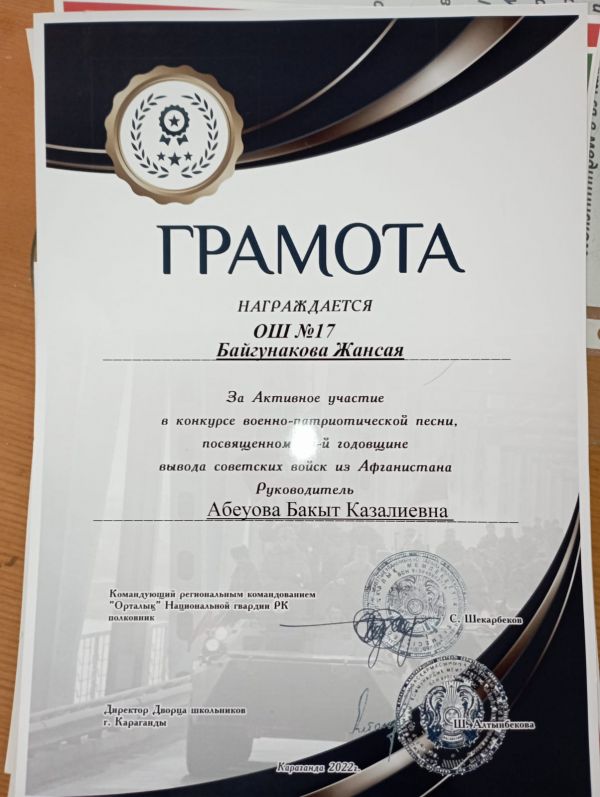 ГРАМОТА
НАГРАЖДАЕТСЯ
ОШ №17
Байгунакова Жансая
За Активное участие
в конкурсе военно-патриотической песни,
посвященном -й годовщине
вывода советских войск из Афганистана
Руководитель
Абеуова Бакыт Казалиевна
Командующий региональным командованием
"Орталық" Национальной гвардии РК
полковник
С. Шекарбеков
Директор Дворца школьников
г. Караганды
Ш. Алтынбекова
Караганда 2022г.